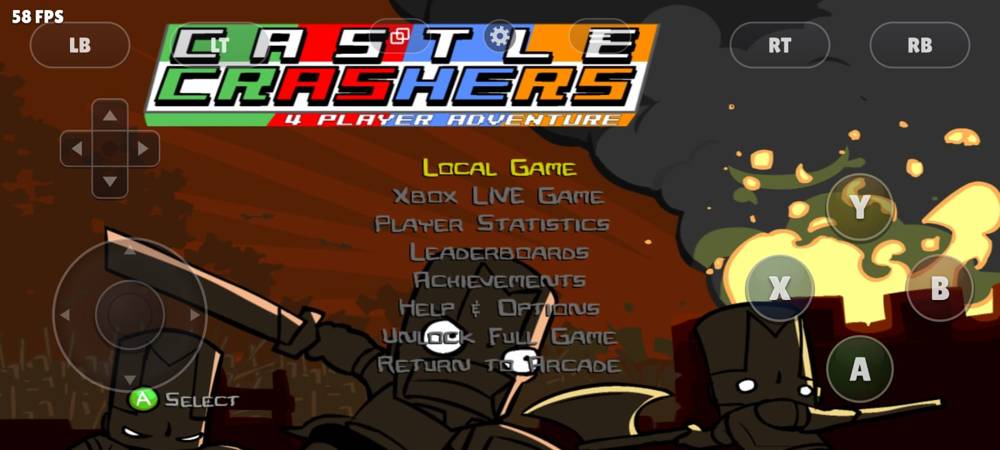 58 FPS
LB
LT
RT
RB
CASTLE
CRASHERS
4 PLAYER ADVENTURE
Local Game
Xbox LIVE Game
Player Statistics
Leaderboards
Achievements
Help & Options
Unlock Full Game
Return to Arcade
Y
X
B
A
A Select